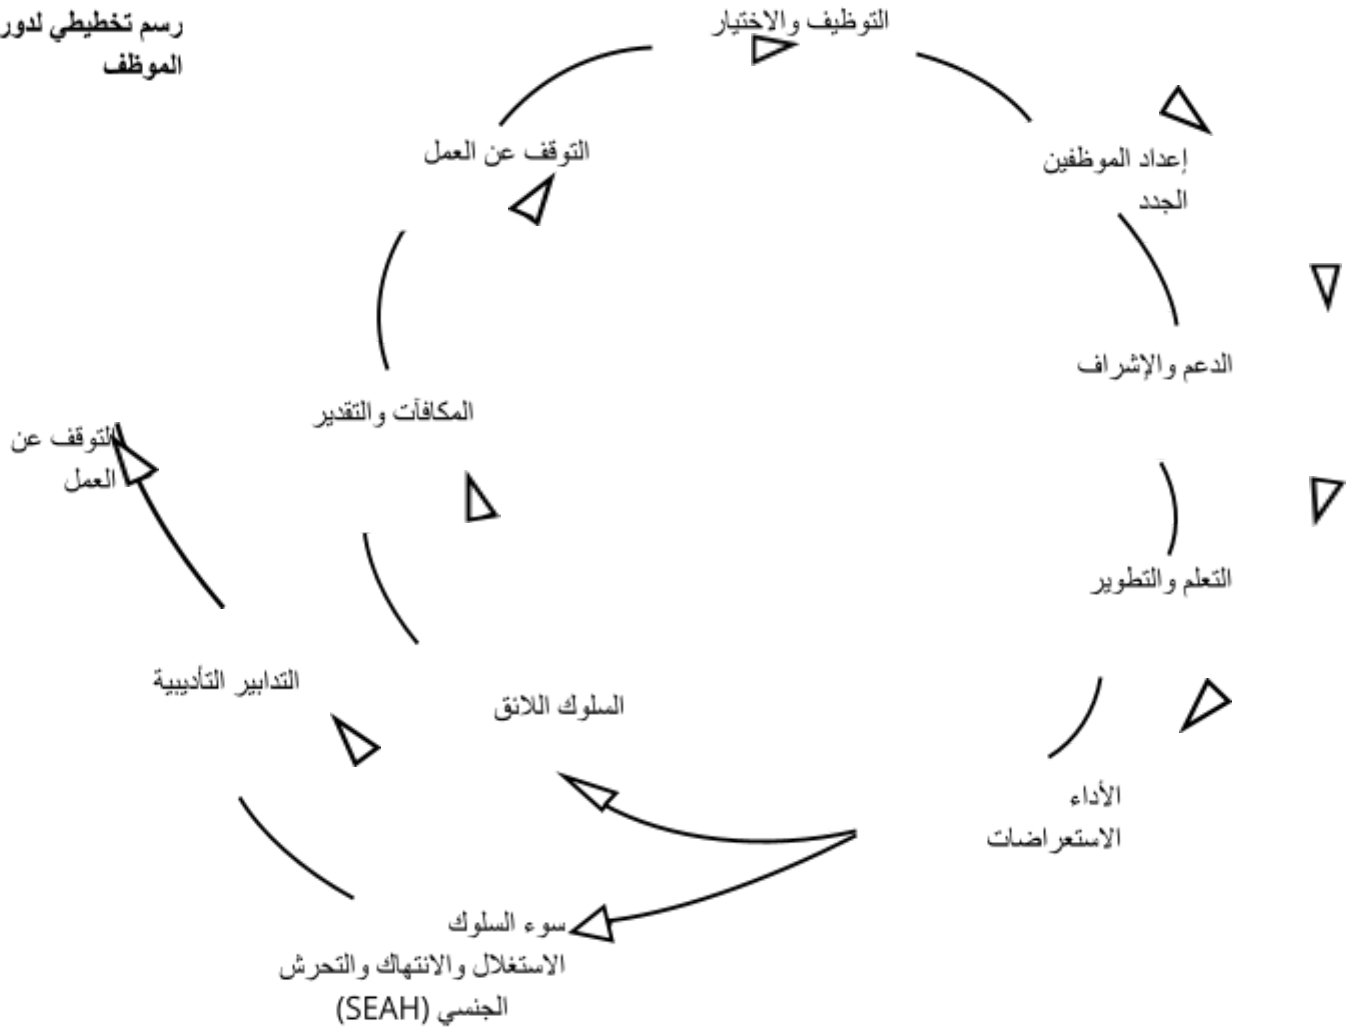 رسم تخطيطي لدور
الموظف
التوظيف والاختيار
إعداد الموظفين
الجدد
الدعم والإشراف
التعلم والتطوير
الأداء
الاستعراضات
السلوك اللائق
المكافآت والتقدير
التوقف عن العمل
سوء السلوك
الاستغلال والانتهاك والتحرش
الجنسي (SEAH)
التدابير التأديبية
التوقف عن
العمل